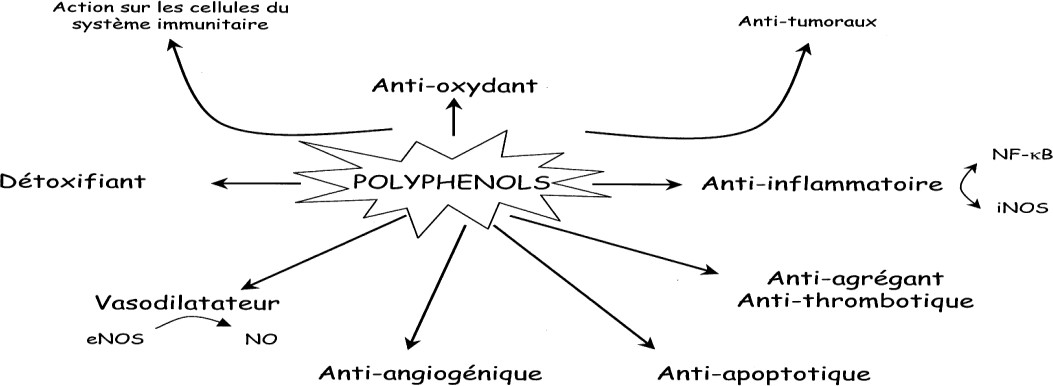 Action sur les cellules du
système immunitaire
Anti-tumoraux
Anti-oxydant
NF-κB
Détoxifiant
POLYPHENOLS
Anti-inflammatoire
iNOS
Anti-agrégant
Anti-thrombotique
Vasodilatateur
eNOS
NO
Anti-angiogénique
Anti-apoptotique